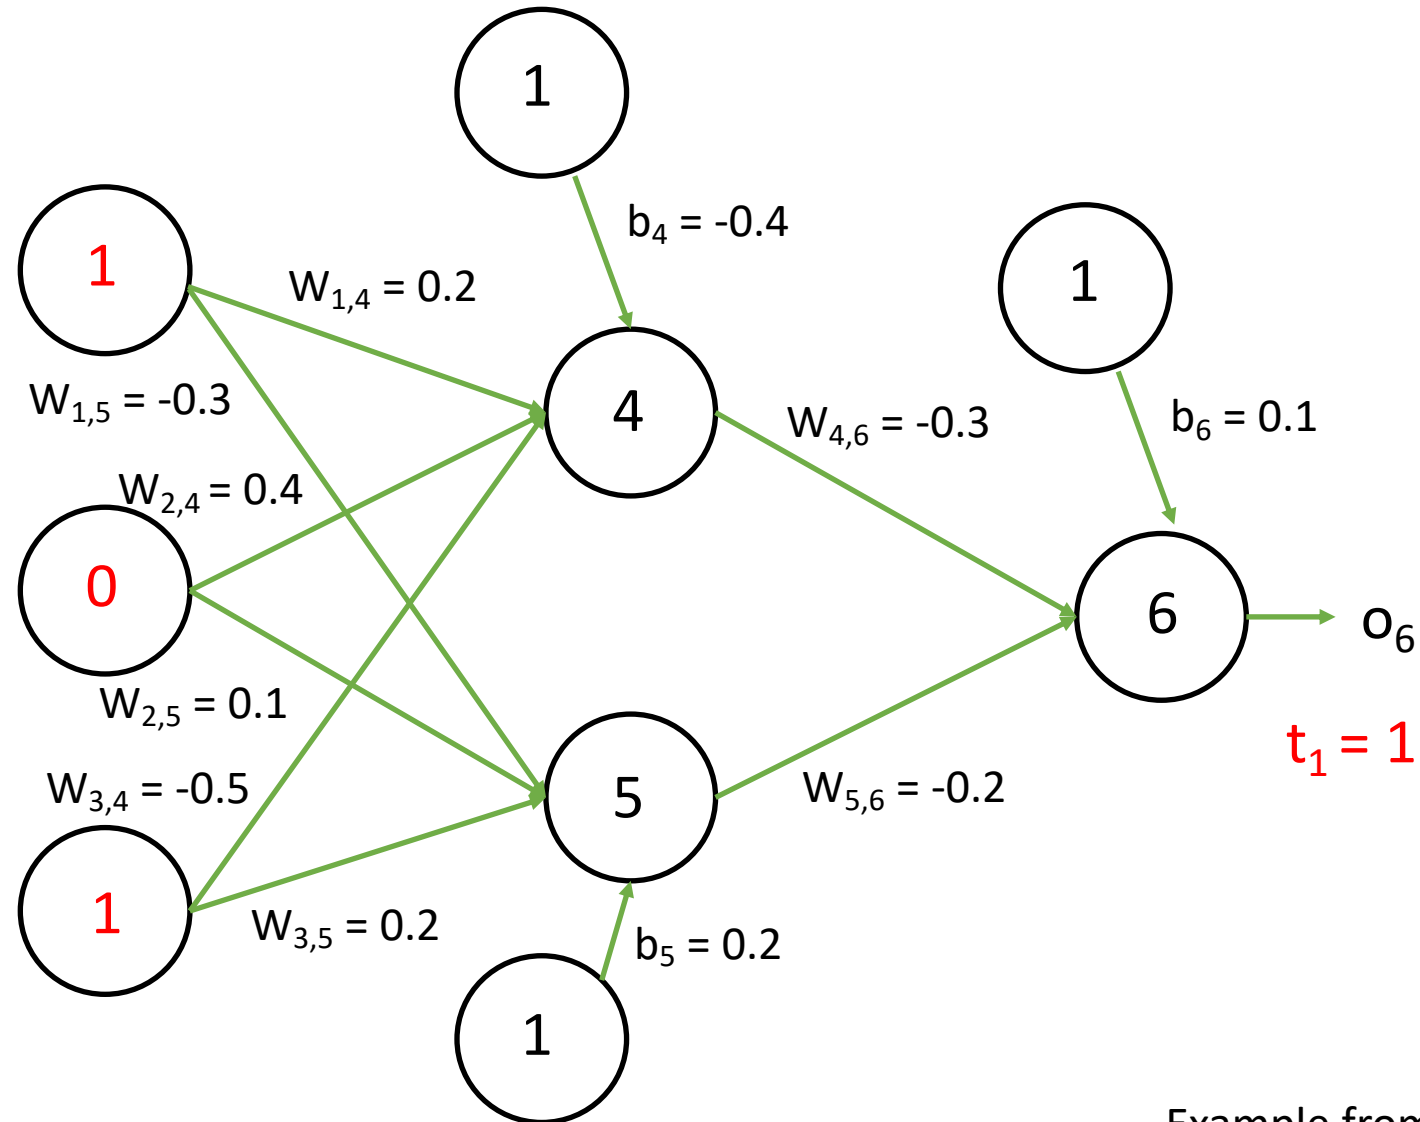 1
b₄ = -0.4
1
W₁,₄ = 0.2
1
W₁,₅ = -0.3
4
W₄,₆ = -0.3
b₆ = 0.1
W₂,₄ = 0.4
0
6
o₆
W₂,₅ = 0.1
t₁ = 1
W₃,₄ = -0.5
5
W₅,₆ = -0.2
1
W₃,₅ = 0.2
b₅ = 0.2
1
Example from